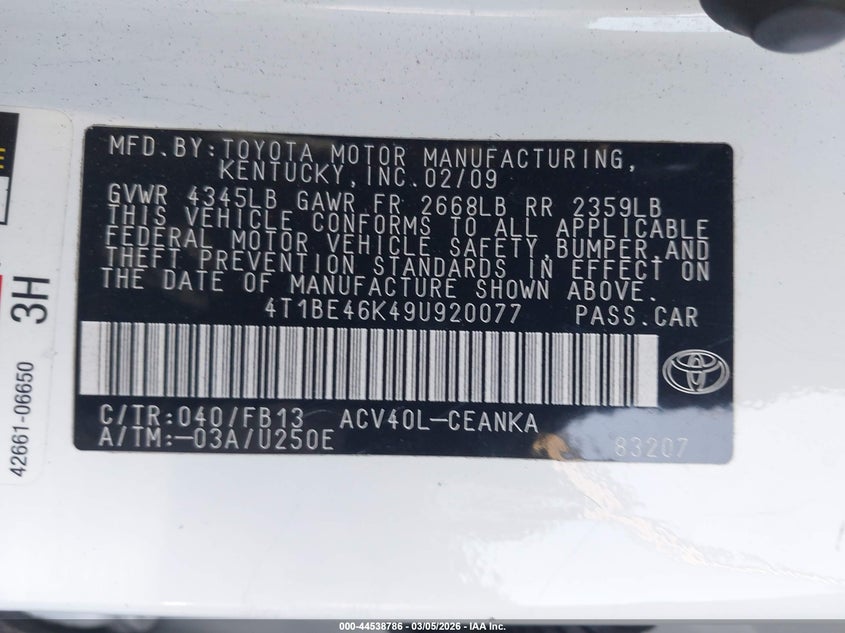 MFD.BY:TOYOTA MOTOR MANUFACTURING,
KENTUCKY,INC.02/09
GVWR 4345LB GAWR FR 2668LB RR 2359LB
THIS VEHICLE CONFORMS TO ALL APPLICABLE
FEDERAL MOTOR VEHICLE SAFETY,BUMPER,AND
THEFT PREVENTION STANDARDS IN EFFECT ON
THE DATE OF MANUFACTURE SHOWN ABOVE.
4T1BE46K49U920077 PASS.CAR
C/TR:040/FB13 ACV40L-CEANKA
A/TM:-03A/U250E 83207
3H
42661-06650
000-44538786 - 03/05/2026 - IAA Inc.